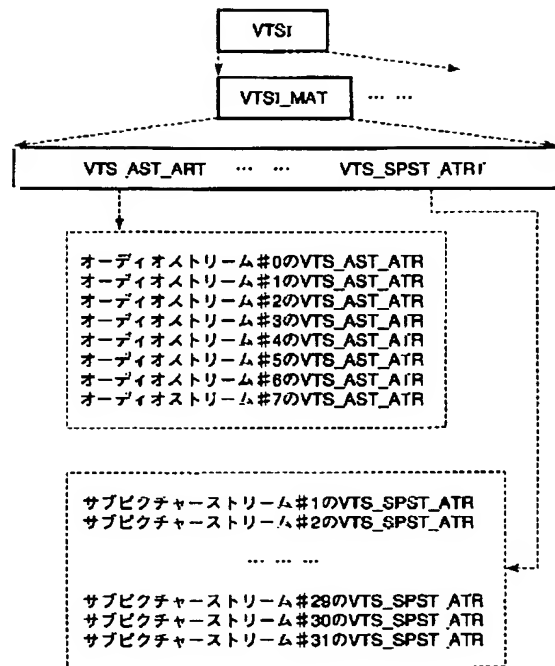 VTSI
VTSI_MAT … …
VTS_AST_ART … … VTS_SPST_ATRT
オーディオストリーム#0のVTS_AST_ATR
オーディオストリーム#1のVTS_AST_ATR
オーディオストリーム#2のVTS_AST_ATR
オーディオストリーム#3のVTS_AST_ATR
オーディオストリーム#4のVTS_AST_ATR
オーディオストリーム#5のVTS_AST_ATR
オーディオストリーム#6のVTS_AST_ATR
オーディオストリーム#7のVTS_AST_ATR
サブピクチャーストリーム#1のVTS_SPST_ATR
サブピクチャーストリーム#2のVTS_SPST_ATR
… … …
サブピクチャーストリーム#29のVTS_SPST_ATR
サブピクチャーストリーム#30のVTS_SPST_ATR
サブピクチャーストリーム#31のVTS_SPST_ATR